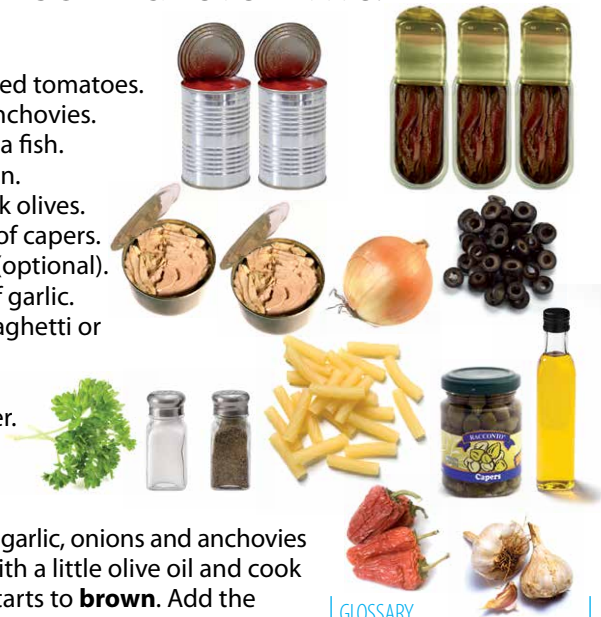 ed tomatoes.
nchovies.
a fish.
n.
k olives.
of capers.
(optional).
f garlic.
aghetti or
er.
RACCONTO
Capers
garlic, onions and anchovies
ith a little olive oil and cook
tarts to brown. Add the
GLOSSARY